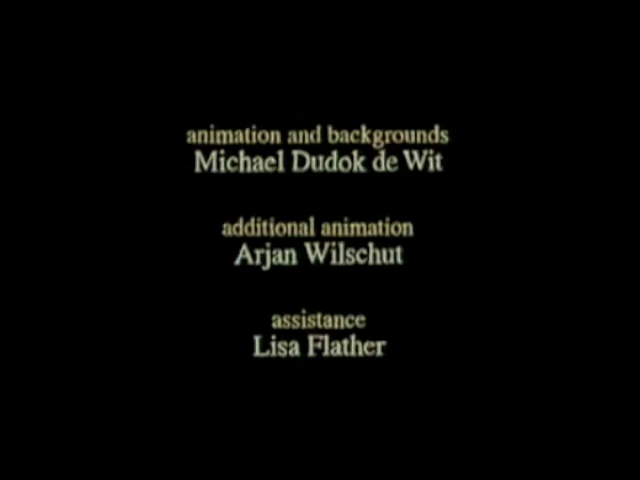 animation and backgrounds
Michael Dudok de Wit
additional animation
Arjan Wilschut
assistance
Lisa Flather